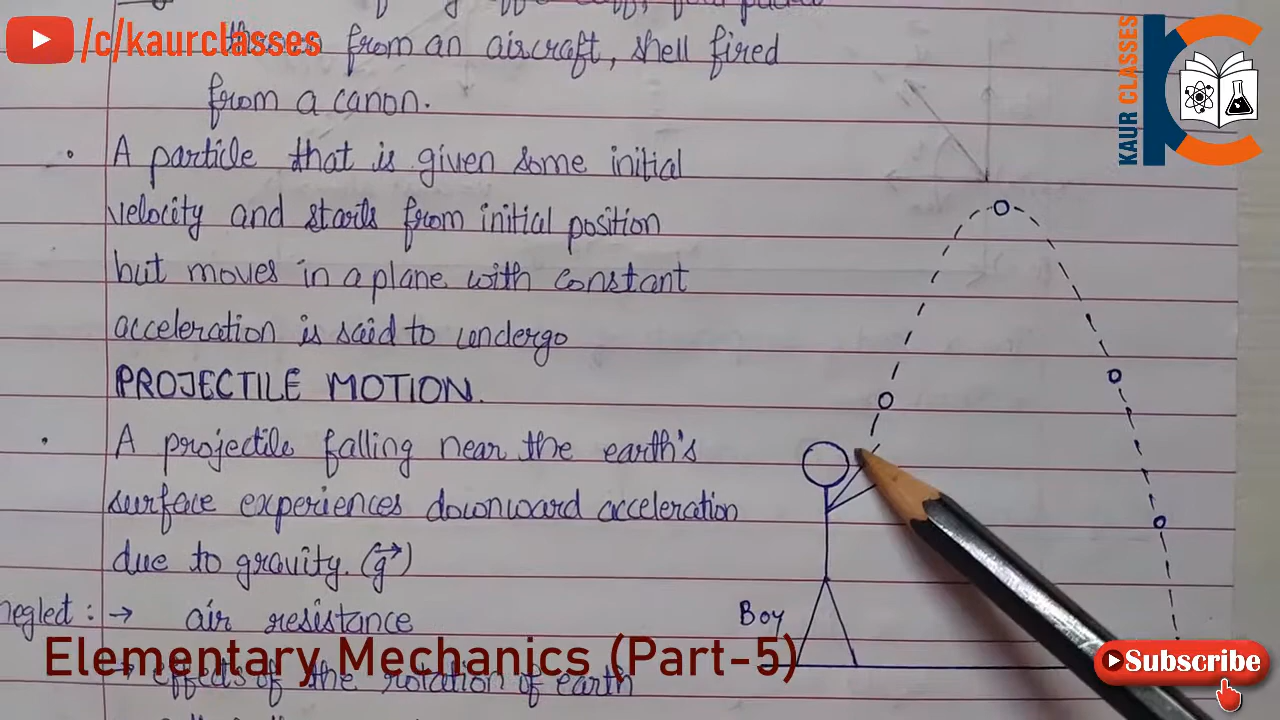 /c/kaurclasses
thrown from an aircraft, shell fired
from a canon.
KAUR CLASSES
KC
• A particle that is given some initial
velocity and starts from initial position
but moves in a plane with constant
acceleration is said to undergo
PROJECTILE MOTION.
• A projectile falling near the earth's
surface experiences downward acceleration
due to gravity. (g→)
neglect: → air resistance
Boy
Elementary Mechanics (Part-5)
→ effects of the rotation of earth
Subscribe